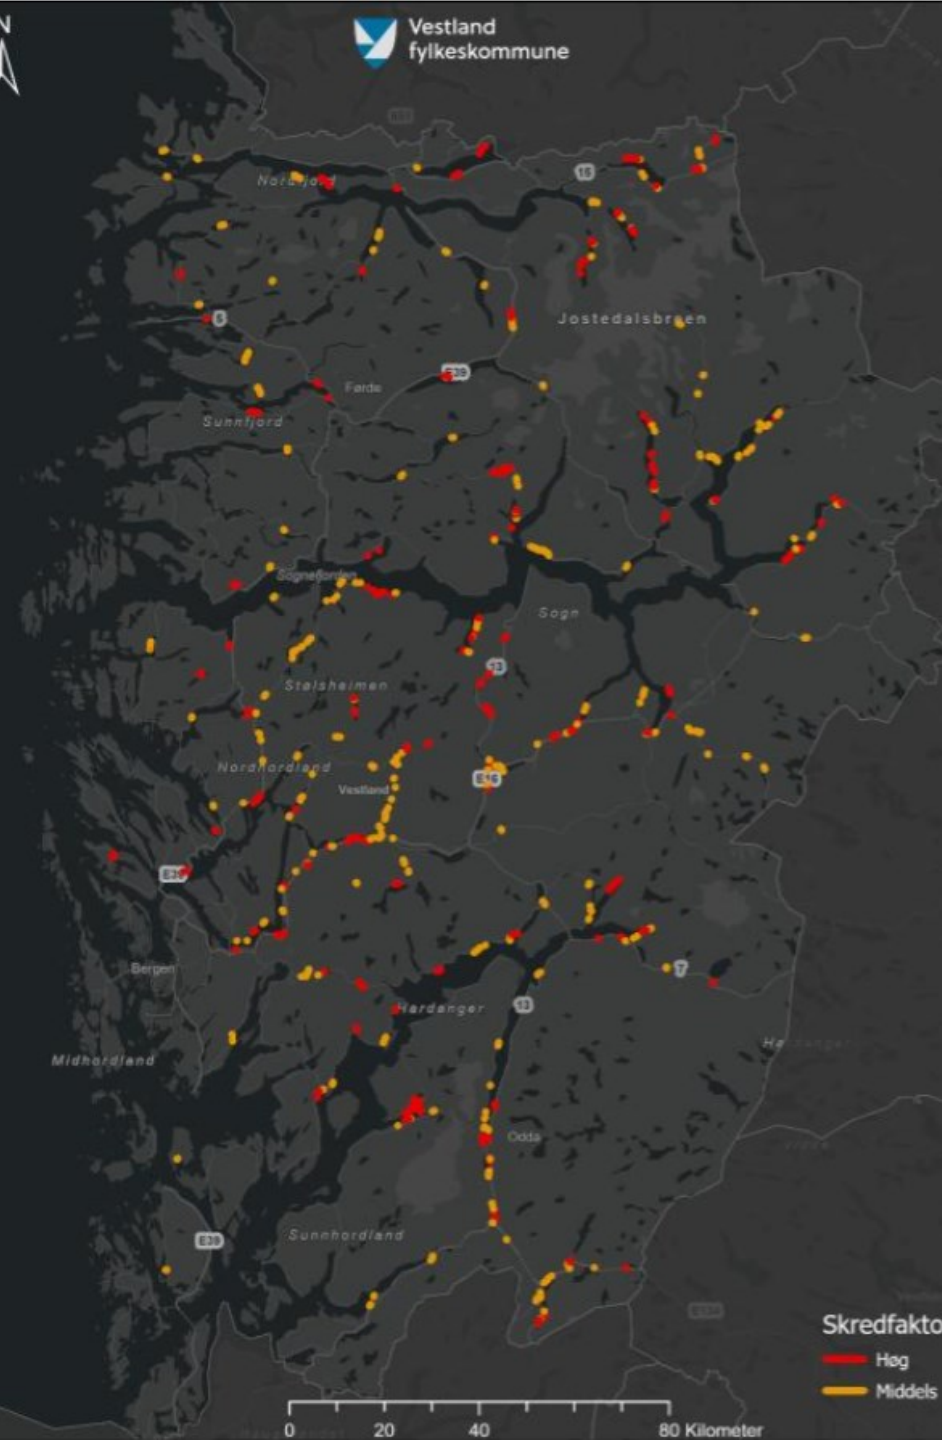 N
Vestland
fylkeskommune
15
Nordfjord
5
Jostedalsbreen
E39
Førde
Sunnfjord
Sognefjorden
Sogn
13
Stølsheimen
Nordhordland
E16
Vestland
E39
Bergen
7
Hardanger
13
Midhordland
Odda
Sunnhordland
E39
Skredfakto
Høg
Middels
0 20 40 80 Kilometer